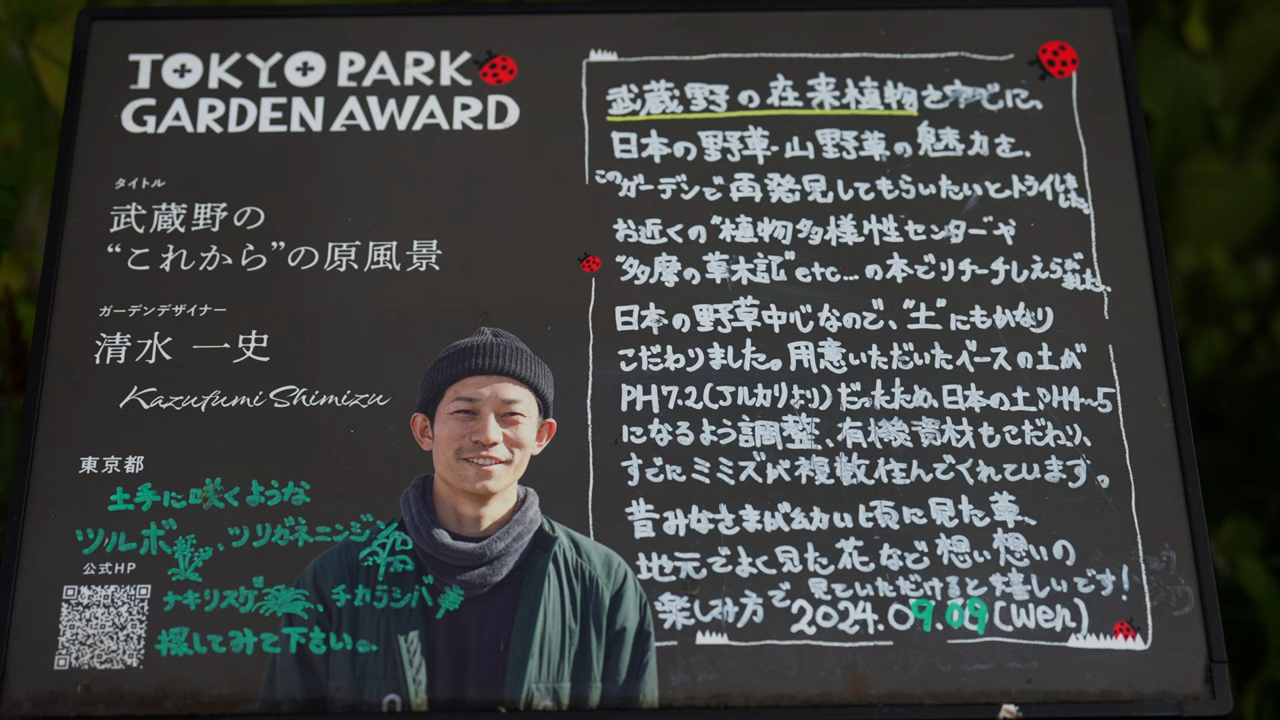 TOKYO PARK
GARDEN AWARD
タイトル
武蔵野の
“これから”の原風景
ガーデンデザイナー
清水 一史
Kazufumi Shimizu
東京都
土手に咲くような
ツルボ、ツリガネニンジン
公式HP
ナキリスゲ、チカラシバ
探してみて下さい。
武蔵野の在来植物を中心に、
日本の野草・山野草の魅力を、
このガーデンで再発見してもらいたいとトライしました。
お近くの“植物多様性センター”や
“多摩の草木記”etc…の本でリサーチしえらびました。
日本の野草中心なので、“土”にもかなり
こだわりました。用意いただいたベースの土が
PH7.2(アルカリより)だったため、日本の土、PH4~5
になるよう調整、有機資材もこだわり、
すでにミミズが複数住んでくれています。
昔みなさまが幼い頃に見た草、
地元でよく見た花など想い想いの
楽しみ方で見ていただけると嬉しいです!
2024.09.09(Wen)